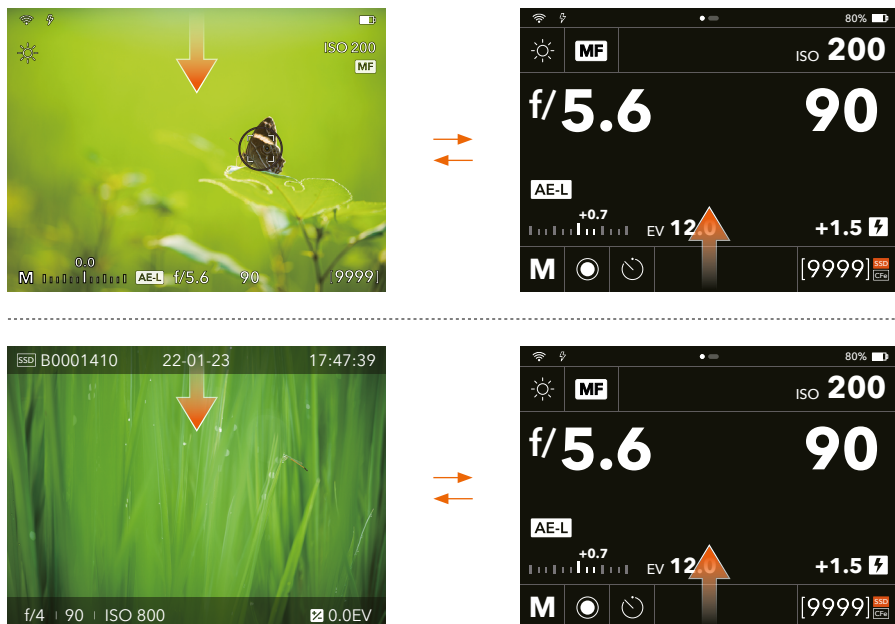 ISO 200
MF
0.0
M AE-L f/5.6 90 [9999]
80%
MF ISO 200
f/5.6 90
AE-L
+0.7
EV 12.0 +1.5
M [9999] SSD
CFe
SSD B0001410 22-01-23 17:47:39
f/4 90 ISO 800 0.0EV
80%
MF ISO 200
f/5.6 90
AE-L
+0.7
EV 12.0 +1.5
M [9999] SSD
CFe